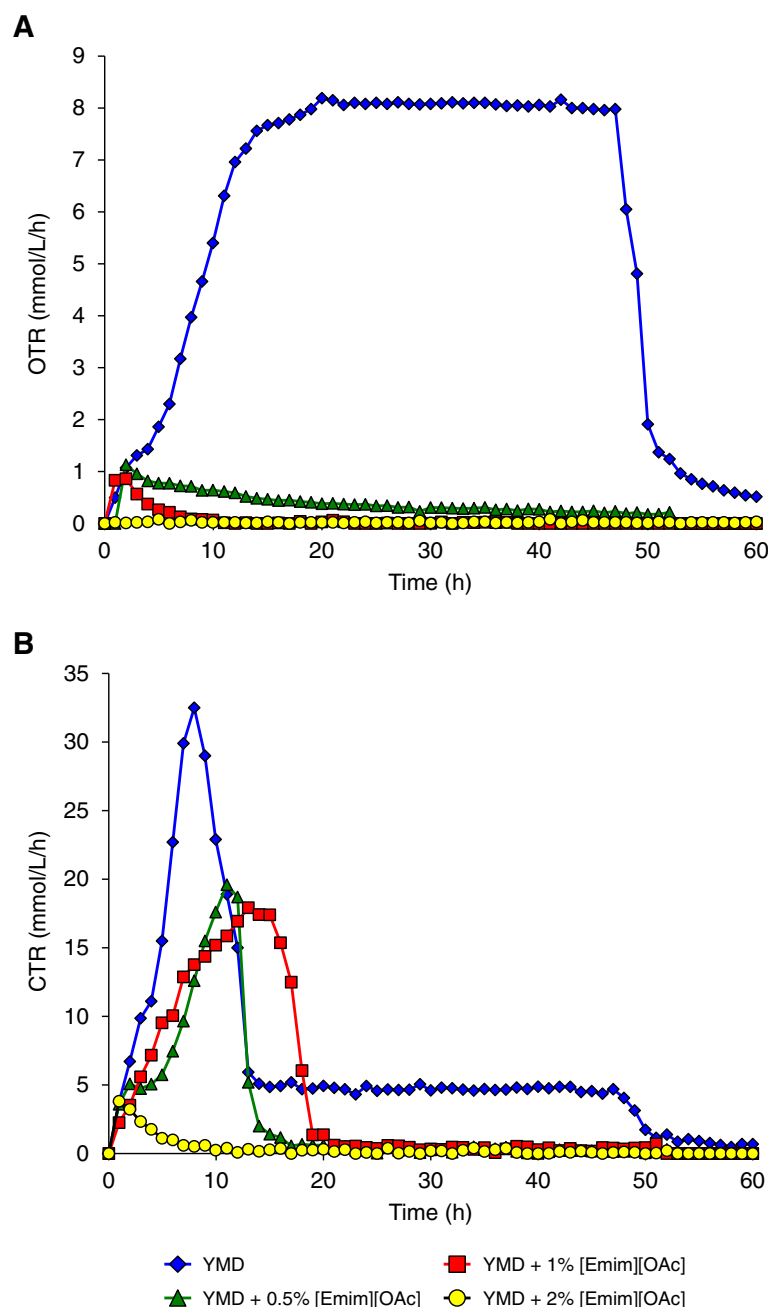 A
9
8
7
6
5
4
3
2
1
0
OTR (mmol/L/h)
0 10 20 30 40 50 60
Time (h)
B
35
30
25
20
15
10
5
0
CTR (mmol/L/h)
0 10 20 30 40 50 60
Time (h)
YMD YMD + 1% [Emim][OAc]
YMD + 0.5% [Emim][OAc] YMD + 2% [Emim][OAc]